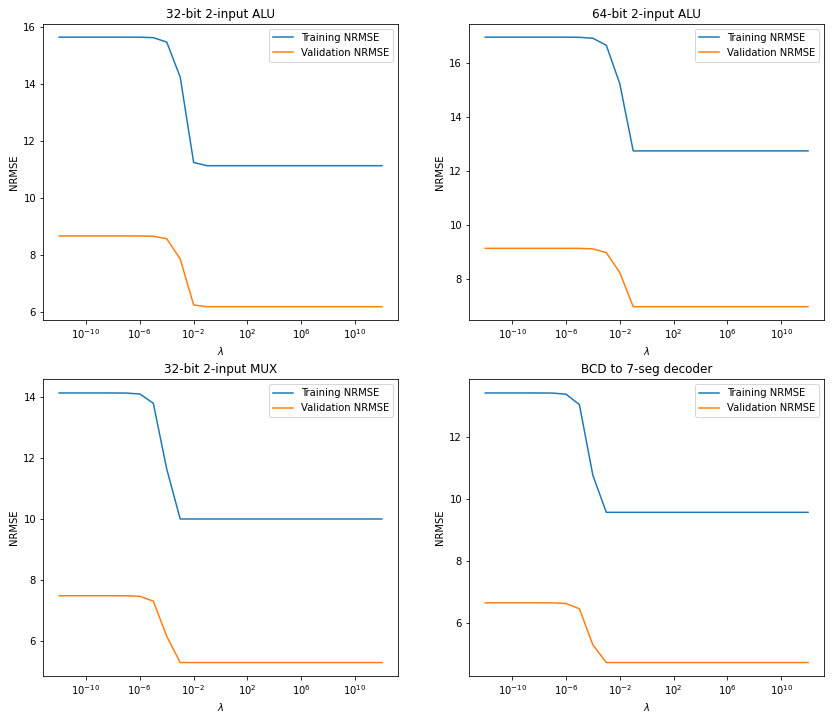 32-bit 2-input ALU
16
14
12
10
8
6
NRMSE
Training NRMSE
Validation NRMSE
10⁻¹⁰ 10⁻⁶ 10⁻² 10² 10⁶ 10¹⁰
λ
64-bit 2-input ALU
16
14
12
10
8
NRMSE
Training NRMSE
Validation NRMSE
10⁻¹⁰ 10⁻⁶ 10⁻² 10² 10⁶ 10¹⁰
λ
32-bit 2-input MUX
14
12
10
8
6
NRMSE
Training NRMSE
Validation NRMSE
10⁻¹⁰ 10⁻⁶ 10⁻² 10² 10⁶ 10¹⁰
λ
BCD to 7-seg decoder
12
10
8
6
NRMSE
Training NRMSE
Validation NRMSE
10⁻¹⁰ 10⁻⁶ 10⁻² 10² 10⁶ 10¹⁰
λ